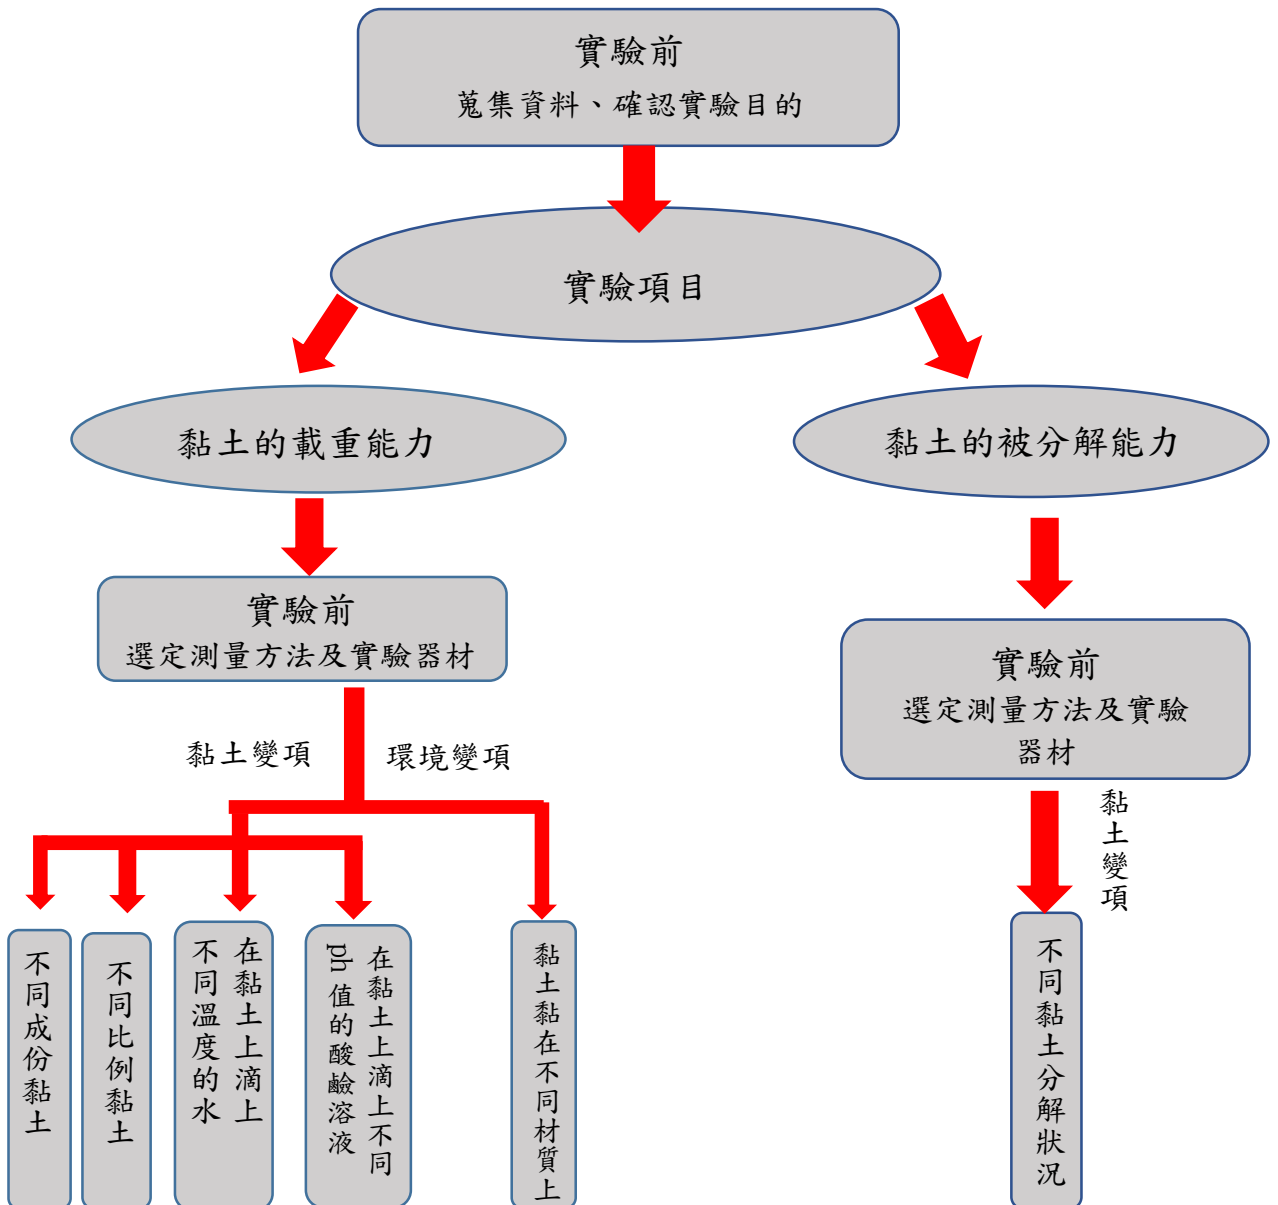 實驗前
蒐集資料、確認實驗目的
實驗項目
黏土的載重能力
黏土的被分解能力
實驗前
選定測量方法及實驗器材
實驗前
選定測量方法及實驗
器材
黏土變項
環境變項
黏土變項
不同成份黏土
不同比例黏土
在黏土上滴上
不同溫度的水
在黏土上滴上不同
ph 值的酸鹼溶液
黏土黏在不同材質上
不同黏土分解狀況